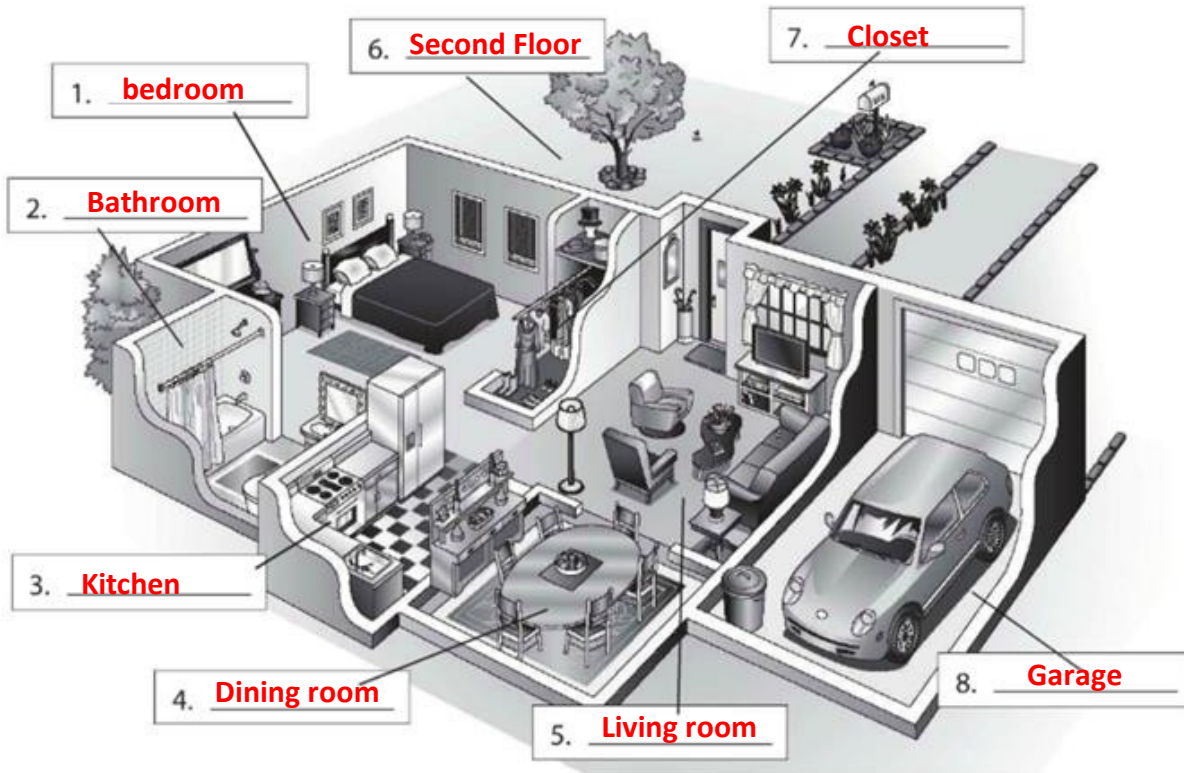 1. bedroom
2. Bathroom
3. Kitchen
4. Dining room
5. Living room
6. Second Floor
7. Closet
8. Garage